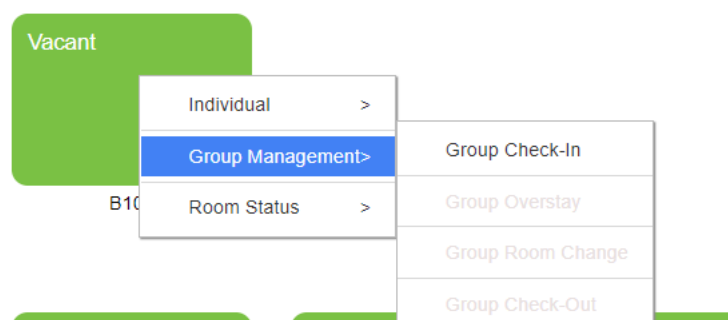 Vacant
Individual >
Group Management>
Room Status >
Group Check-In
Group Overstay
Group Room Change
Group Check-Out